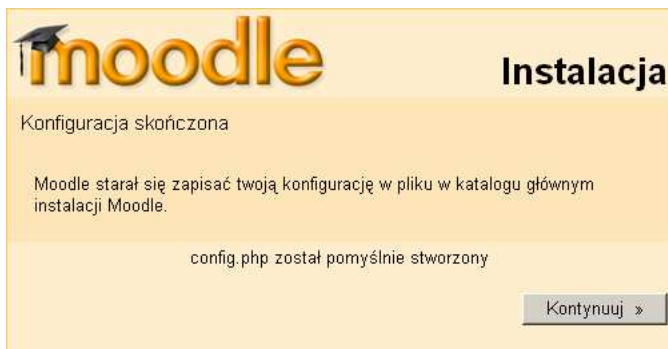 moodle
Instalacja
Konfiguracja skończona
Moodle starał się zapisać twoją konfigurację w pliku w katalogu głównym
instalacji Moodle.
config.php został pomyślnie stworzony
Kontynuuj »